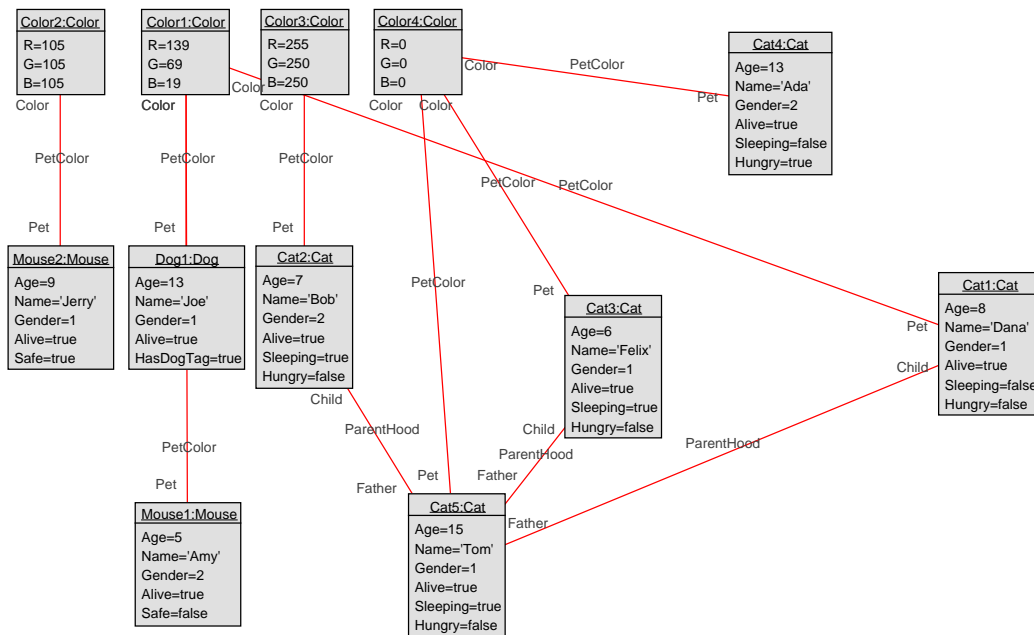 Color2:Color
R=105
G=105
B=105
Color1:Color
R=139
G=69
B=19
Color3:Color
R=255
G=250
B=250
Color4:Color
R=0
G=0
B=0
Cat4:Cat
Age=13
Name='Ada'
Gender=2
Alive=true
Sleeping=false
Hungry=true
Color
Color
Color
Color
Color
Color
Color
PetColor
Pet
PetColor
PetColor
PetColor
PetColor
PetColor
Pet
Pet
Pet
PetColor
Pet
Pet
Mouse2:Mouse
Age=9
Name='Jerry'
Gender=1
Alive=true
Safe=true
Dog1:Dog
Age=13
Name='Joe'
Gender=1
Alive=true
HasDogTag=true
Cat2:Cat
Age=7
Name='Bob'
Gender=2
Alive=true
Sleeping=true
Hungry=false
Cat3:Cat
Age=6
Name='Felix'
Gender=1
Alive=true
Sleeping=true
Hungry=false
Cat1:Cat
Age=8
Name='Dana'
Gender=1
Alive=true
Sleeping=false
Hungry=false
Child
Child
Child
ParentHood
ParentHood
ParentHood
PetColor
Pet
Pet
Father
Father
Father
Mouse1:Mouse
Age=5
Name='Amy'
Gender=2
Alive=true
Safe=false
Cat5:Cat
Age=15
Name='Tom'
Gender=1
Alive=true
Sleeping=true
Hungry=false